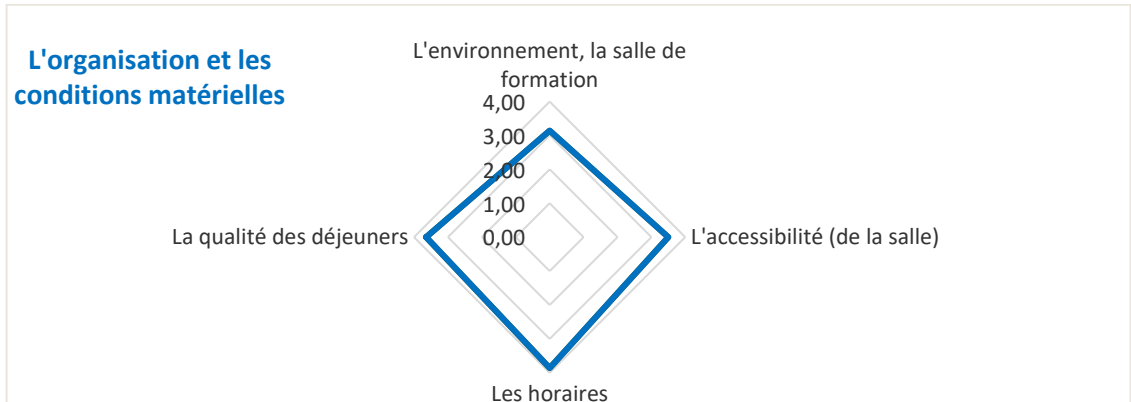 L'organisation et les
conditions matérielles
L'environnement, la salle de
formation
4,00
3,00
2,00
1,00
0,00
La qualité des déjeuners
L'accessibilité (de la salle)
Les horaires